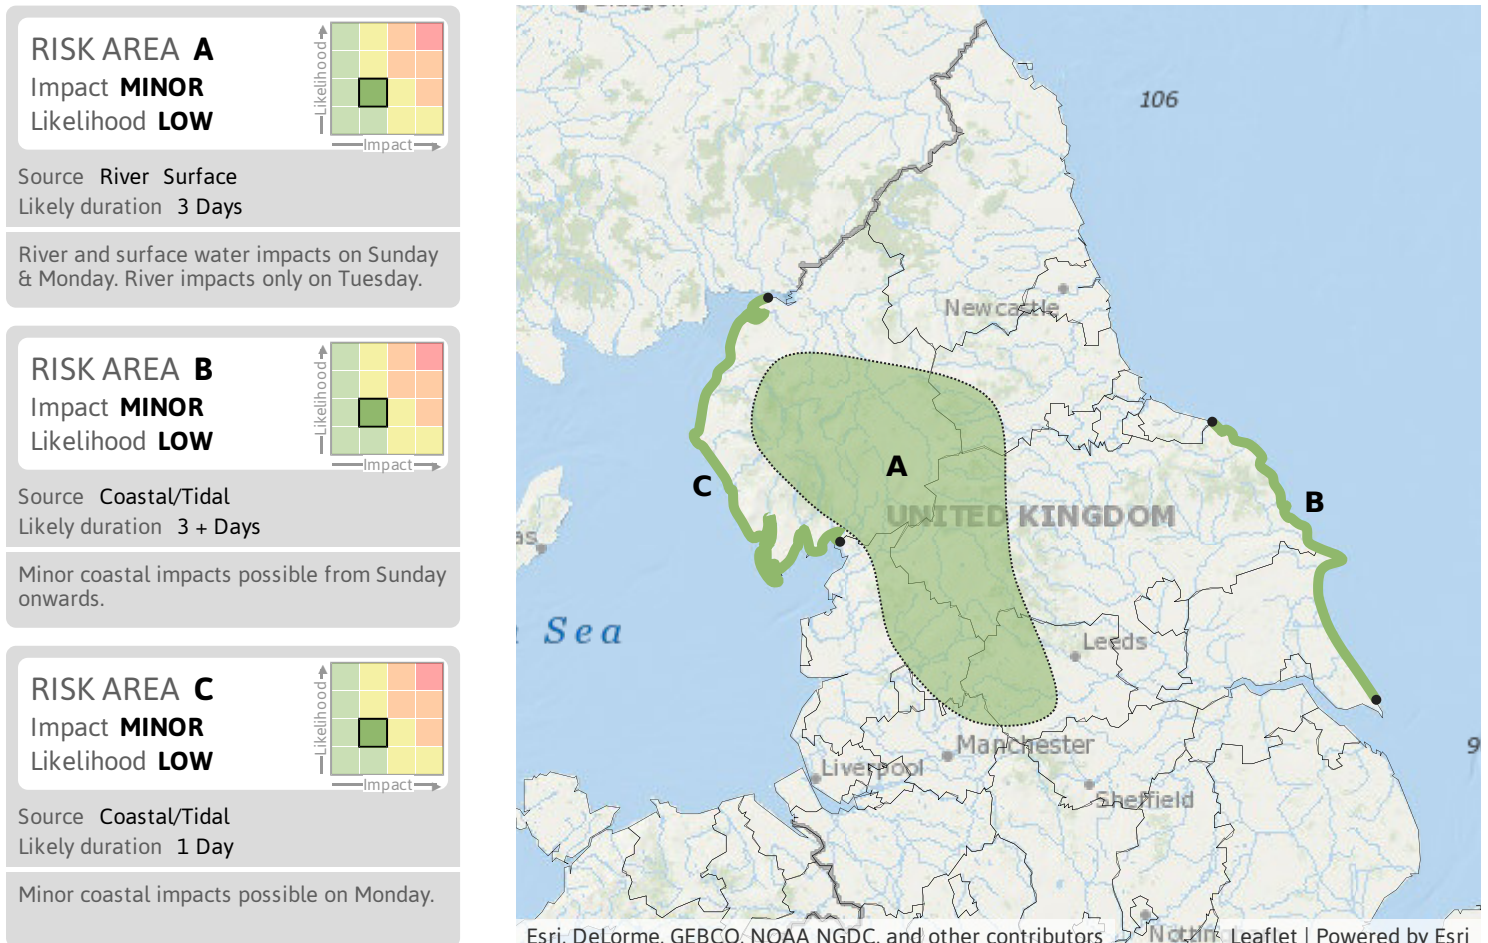 RISK AREA A
Impact MINOR
Likelihood LOW
Likelihood
Impact
Source River Surface
Likely duration 3 Days
River and surface water impacts on Sunday
& Monday. River impacts only on Tuesday.
RISK AREA B
Impact MINOR
Likelihood LOW
Likelihood
Impact
Source Coastal/Tidal
Likely duration 3 + Days
Minor coastal impacts possible from Sunday
onwards.
RISK AREA C
Impact MINOR
Likelihood LOW
Likelihood
Impact
Source Coastal/Tidal
Likely duration 1 Day
Minor coastal impacts possible on Monday.
106
Newcastle
A
C
B
UNITED KINGDOM
as
Sea
Leeds
Manchester
9
Liverpool
Sheffield
Esri, DeLorme, GEBCO, NOAA NGDC, and other contributors
Leaflet | Powered by Esri